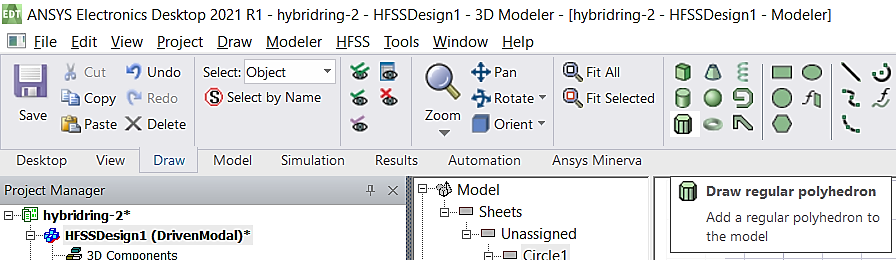 EDT ANSYS Electronics Desktop 2021 R1 - hybridring-2 - HFSSDesign1 - 3D Modeler - [hybridring-2 - HFSSDesign1 - Modeler]
File Edit View Project Draw Modeler HFSS Tools Window Help
Save Cut Undo Select: Object Pan Fit All
Copy Redo Select by Name Zoom Rotate Fit Selected
Paste Delete Orient
Desktop View Draw Model Simulation Results Automation Ansys Minerva
Project Manager
hybridring-2*
HFSSDesign1 (DrivenModal)*
3D Components
Model
Sheets
Unassigned
Circle1
Draw regular polyhedron
Add a regular polyhedron to
the model